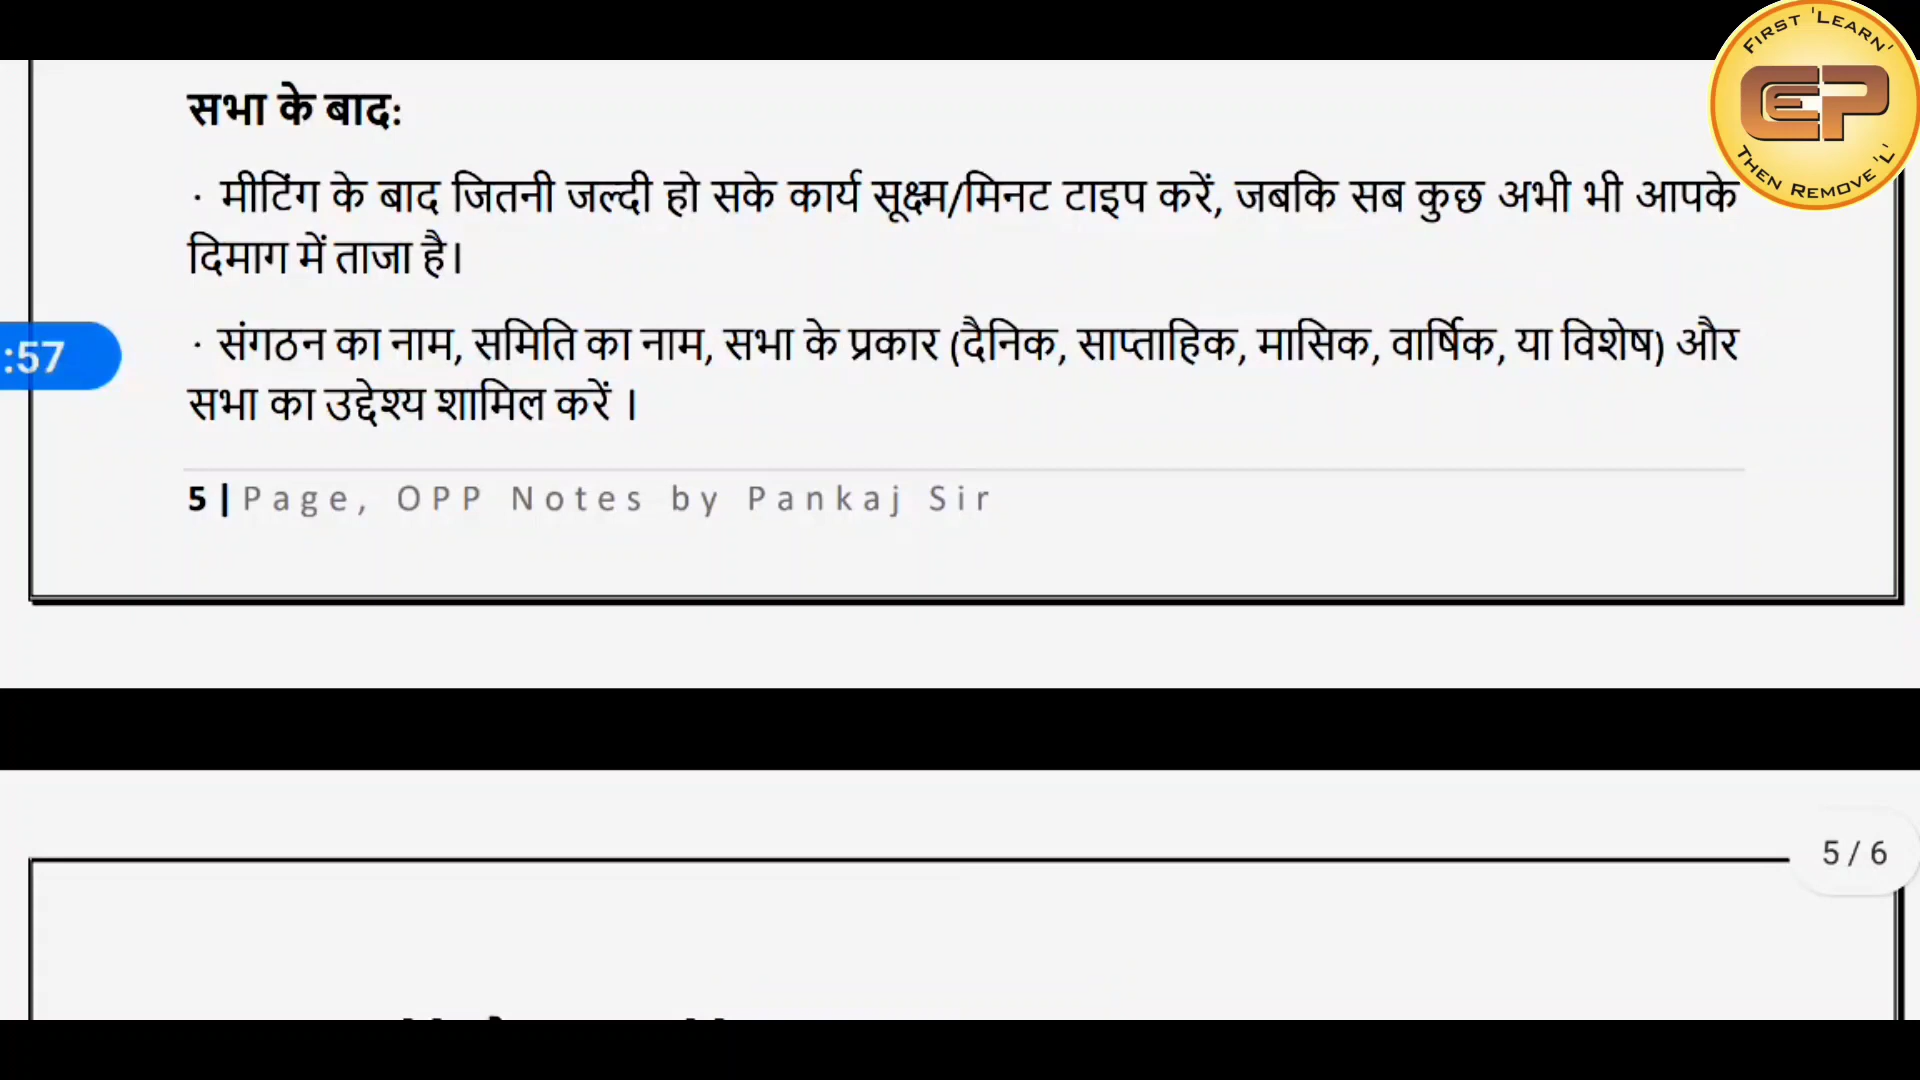 FIRST 'LEARN'
EP
THEN REMOVE 'L'
सभा के बाद:
· मीटिंग के बाद जितनी जल्दी हो सके कार्य सूक्ष्म/मिनट टाइप करें, जबकि सब कुछ अभी भी आपके
दिमाग में ताजा है।
:57
· संगठन का नाम, समिति का नाम, सभा के प्रकार (दैनिक, साप्ताहिक, मासिक, वार्षिक, या विशेष) और
सभा का उद्देश्य शामिल करें ।
5 | Page, OPP Notes by Pankaj Sir
5 / 6